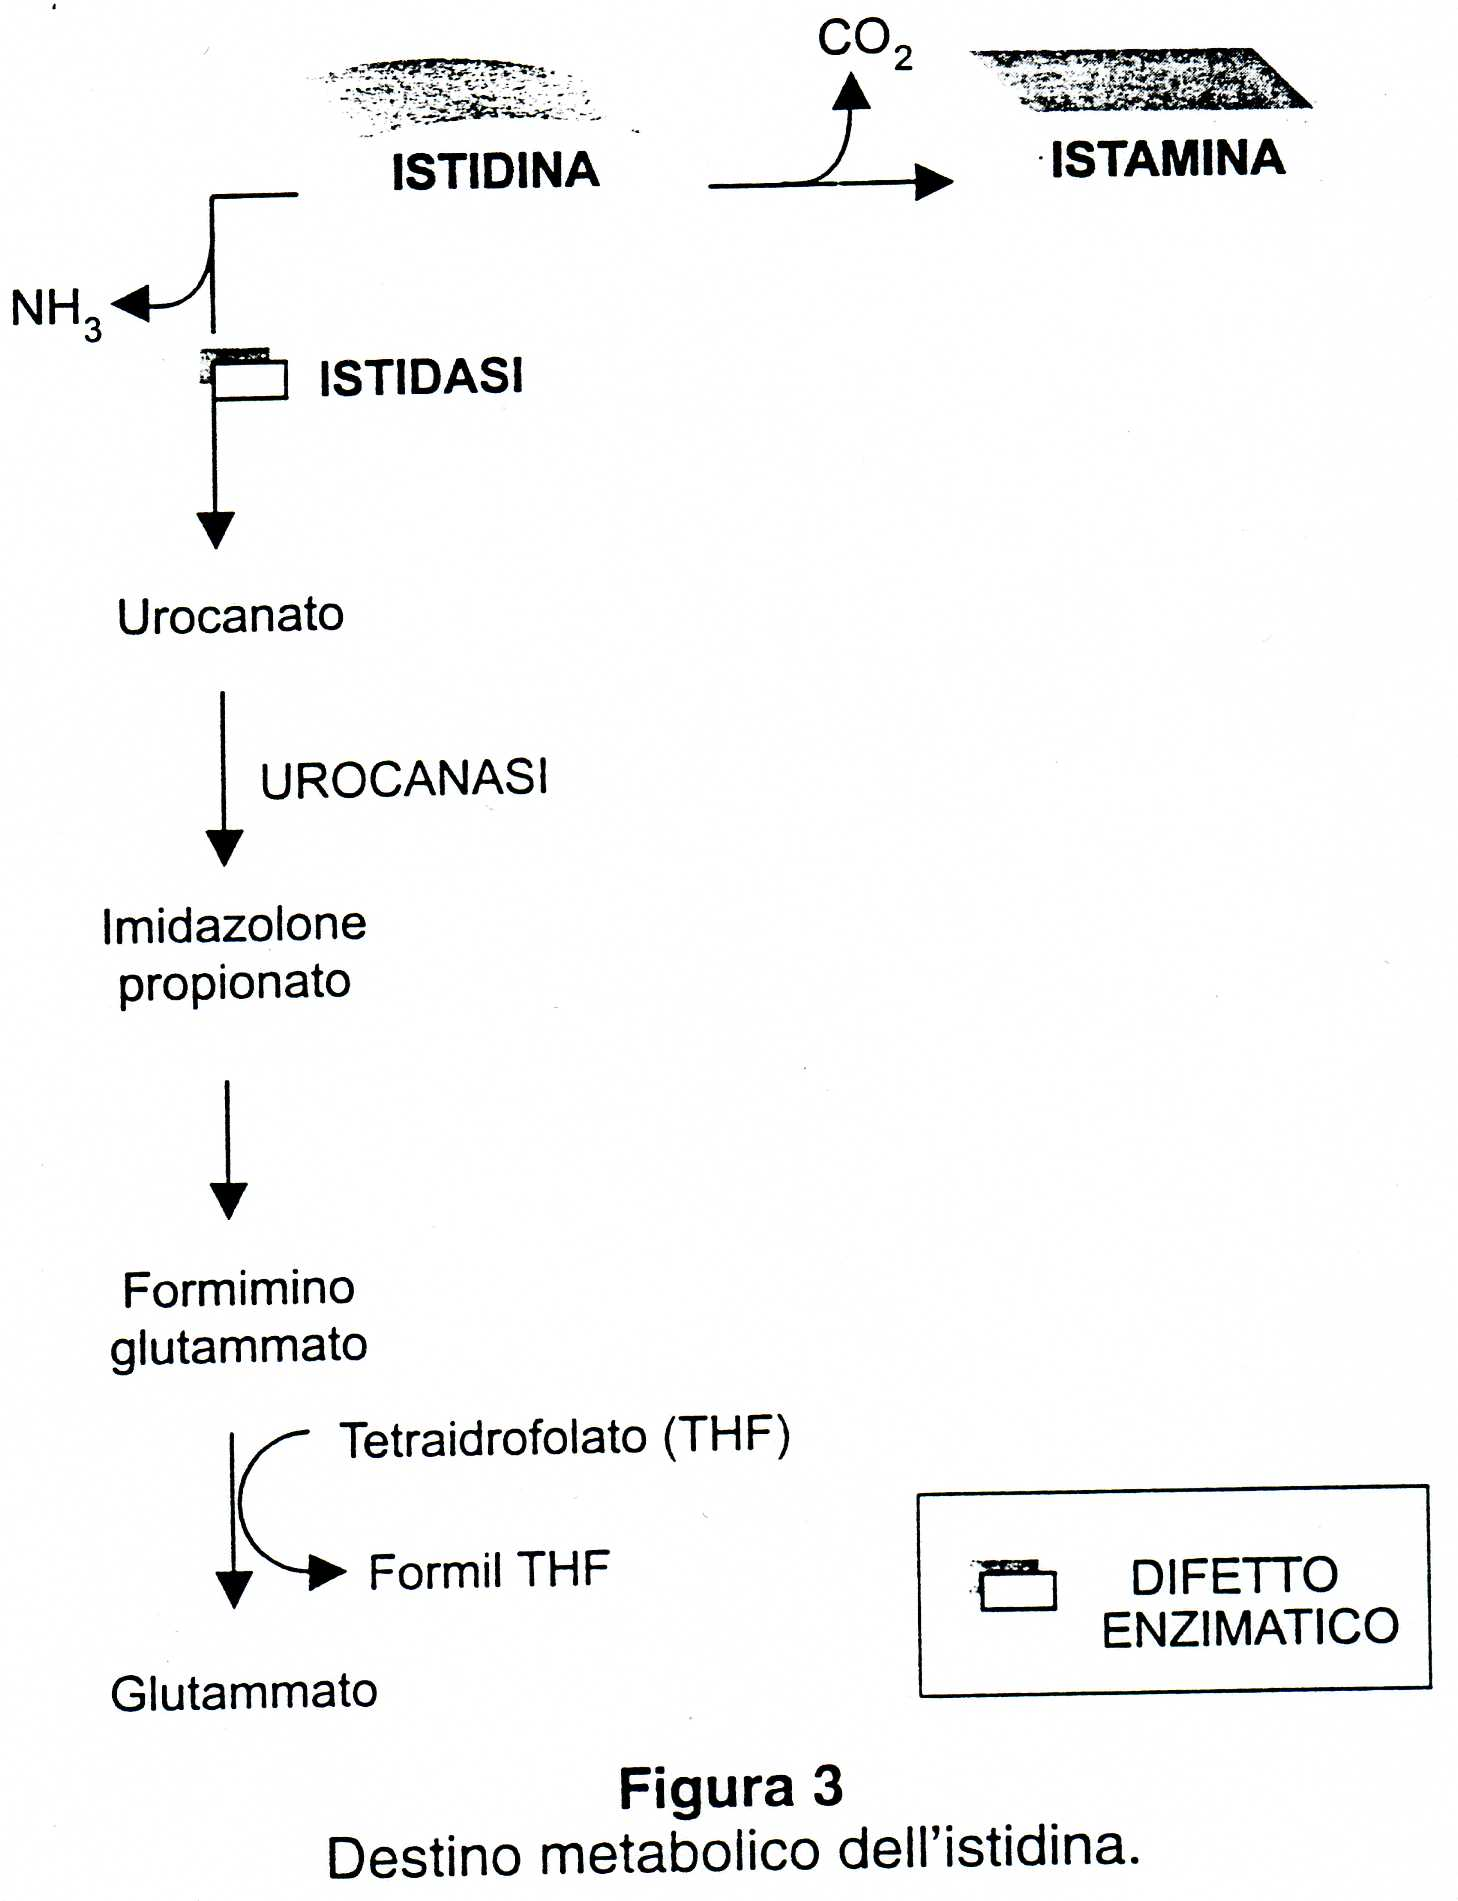 CO2
ISTIDINA
ISTAMINA
NH3
ISTIDASI
Urocanato
UROCANASI
Imidazolone
propionato
Formimino
glutammato
Tetraidrofolato (THF)
Formil THF
Glutammato
DIFETTO
ENZIMATICO
Figura 3
Destino metabolico dell'istidina.